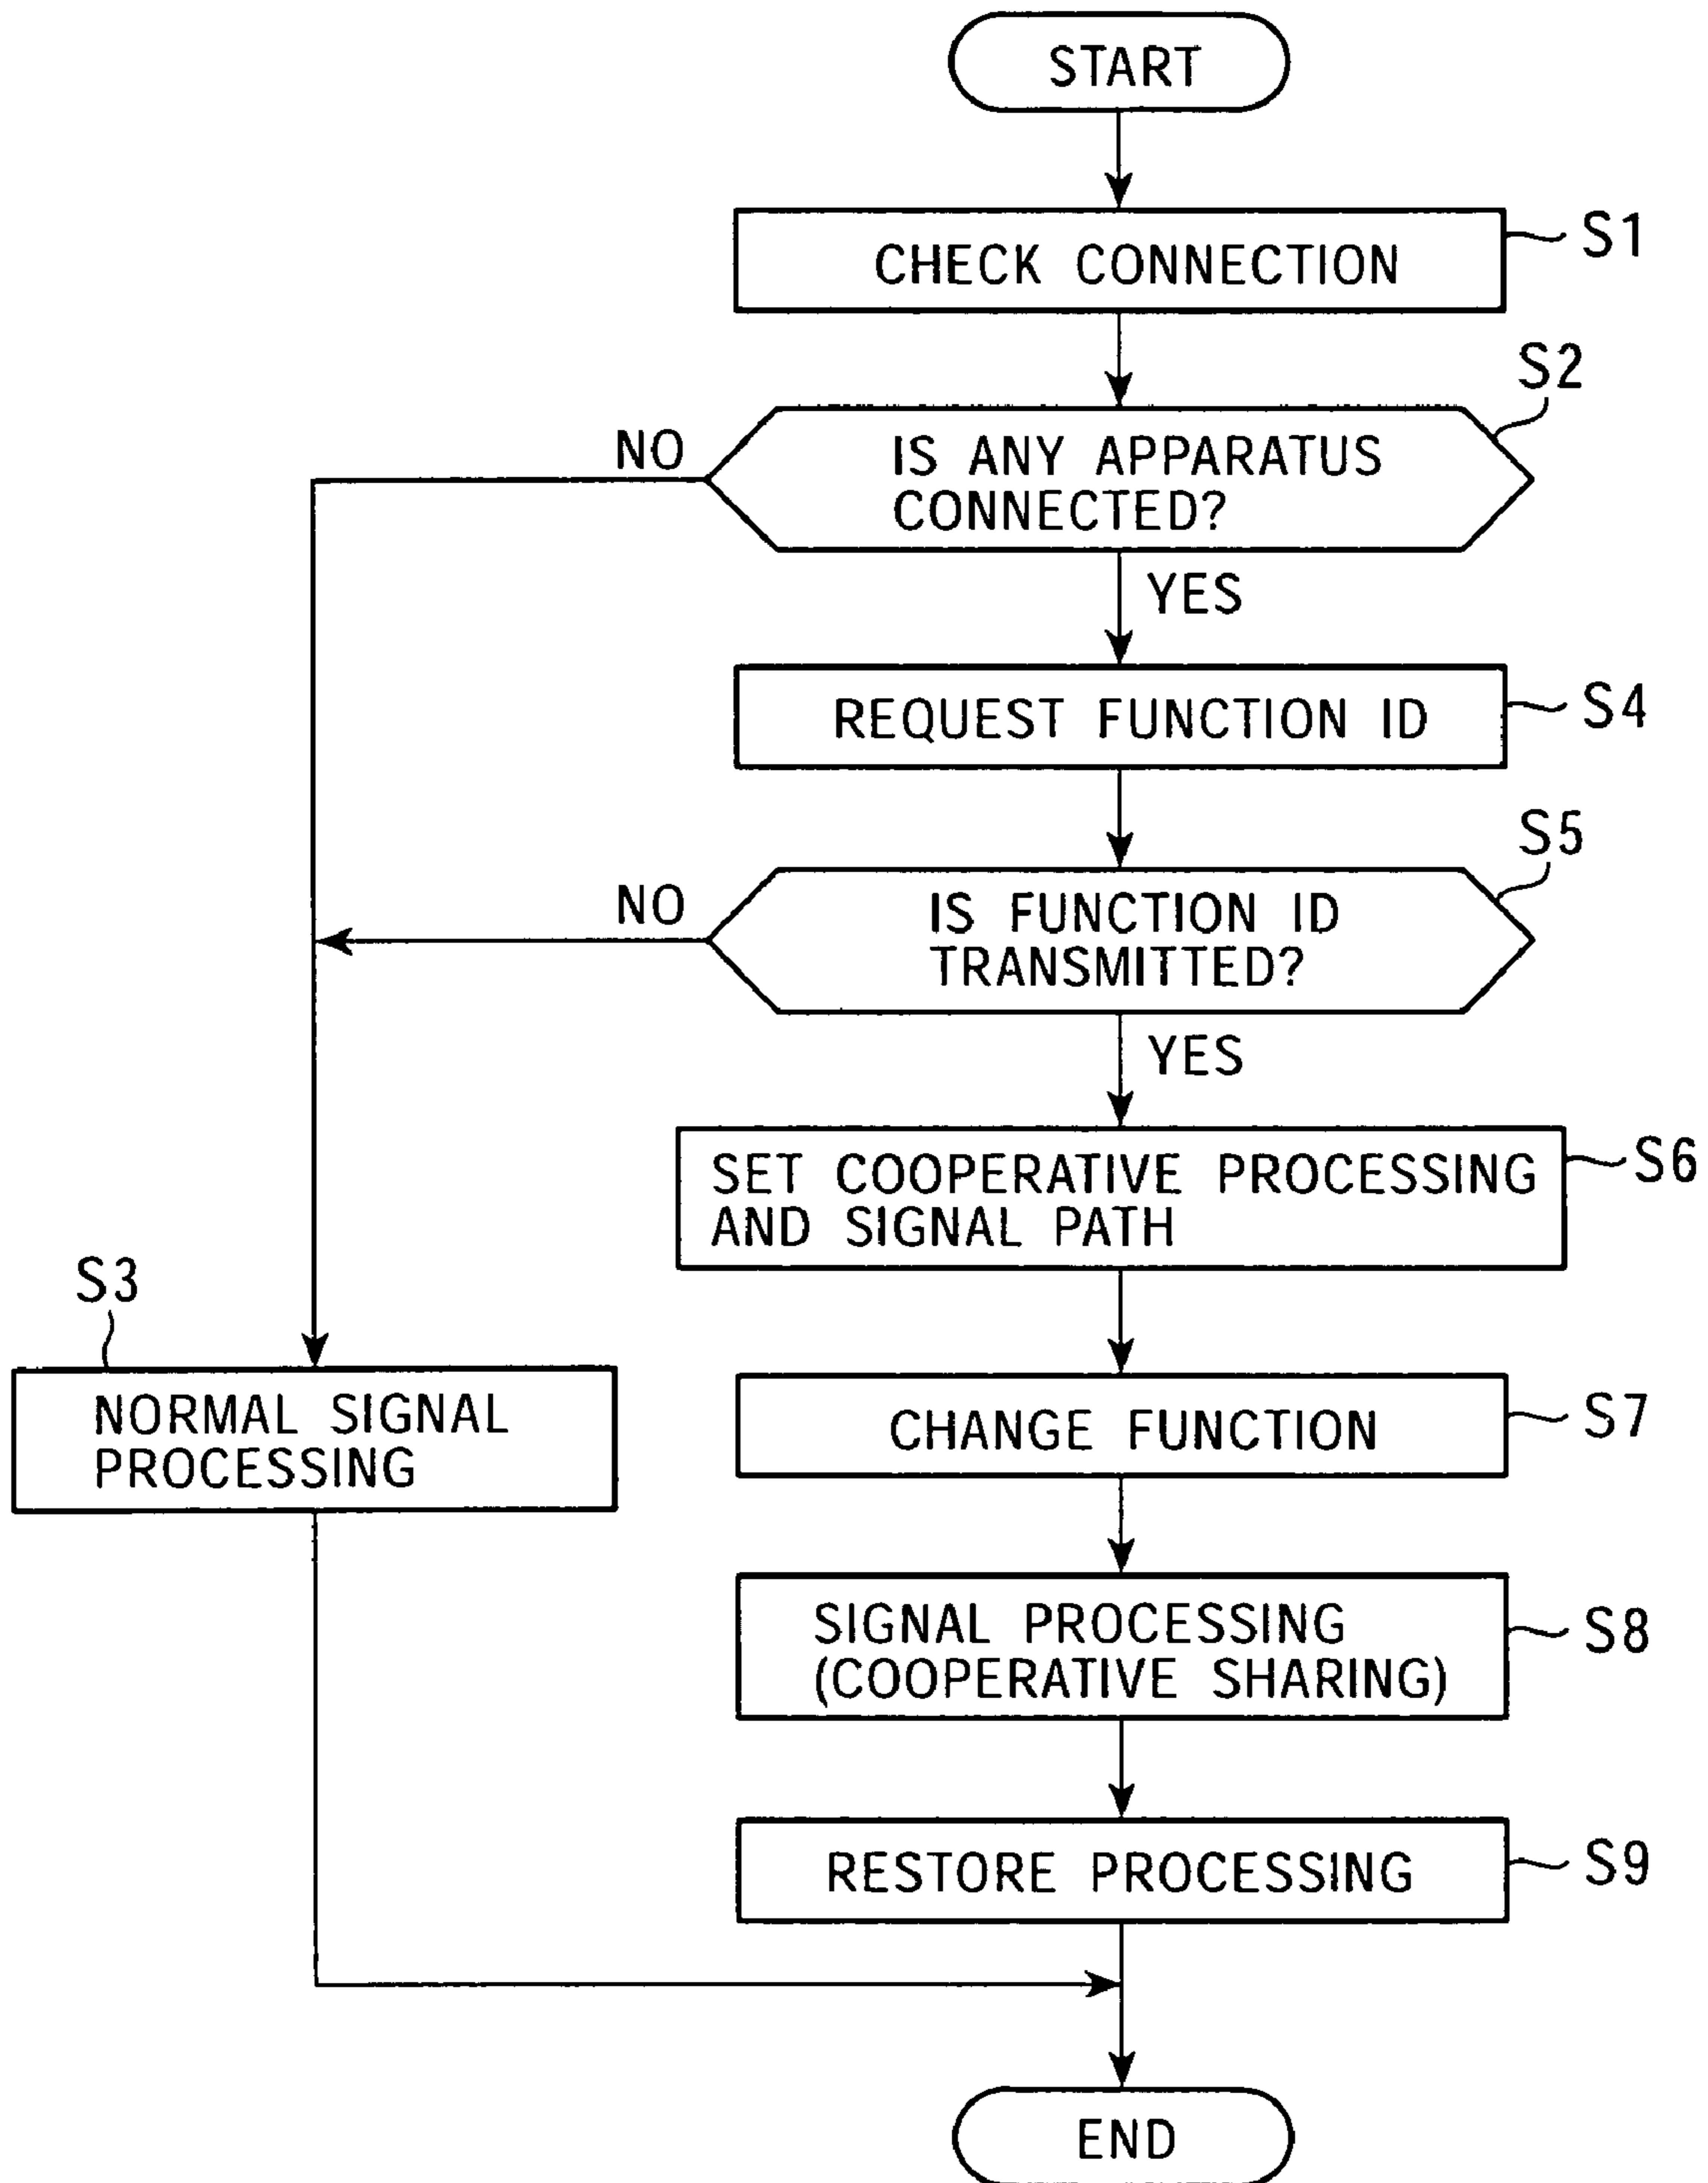 START
CHECK CONNECTION
S1
S2
NO
IS ANY APPARATUS
CONNECTED?
YES
REQUEST FUNCTION ID
S4
S5
NO
IS FUNCTION ID
TRANSMITTED?
YES
SET COOPERATIVE PROCESSING
AND SIGNAL PATH
S6
S3
NORMAL SIGNAL
PROCESSING
CHANGE FUNCTION
S7
SIGNAL PROCESSING
(COOPERATIVE SHARING)
S8
RESTORE PROCESSING
S9
END